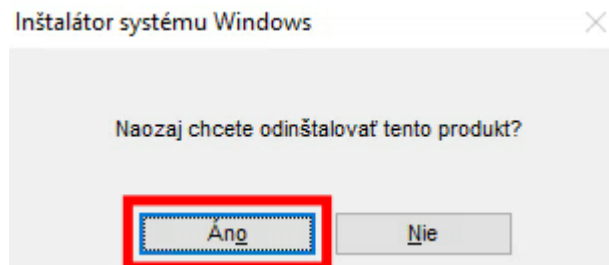 Inštalátor systému Windows
Naozaj chcete odinštalovať tento produkt?
Áno
Nie